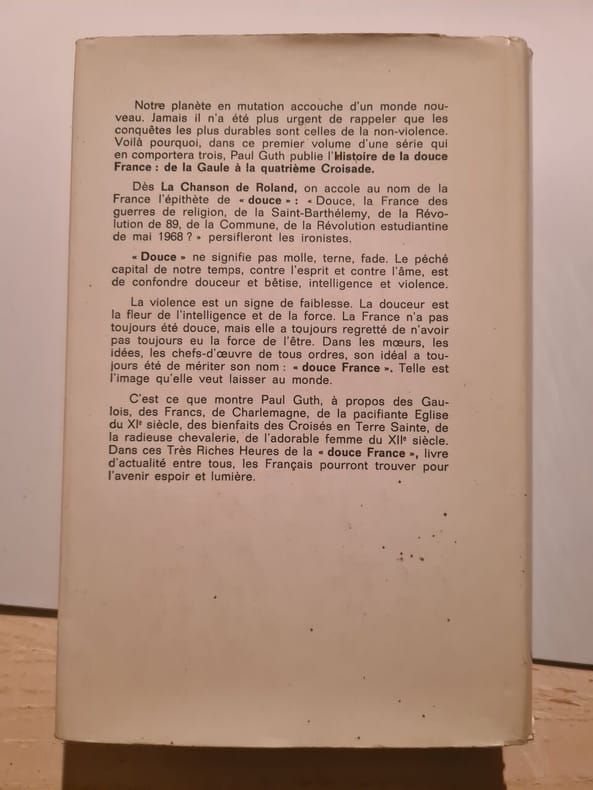 Notre planète en mutation accouche d'un monde nou-
veau. Jamais il n'a été plus urgent de rappeler que les
conquêtes les plus durables sont celles de la non-violence.
Voilà pourquoi, dans ce premier volume d'une série qui
en comportera trois, Paul Guth publie l'Histoire de la douce
France : de la Gaule à la quatrième Croisade.
Dès La Chanson de Roland, on accole au nom de la
France l'épithète de « douce » : « Douce, la France des
guerres de religion, de la Saint-Barthélemy, de la Révo-
lution de 89, de la Commune, de la Révolution estudiantine
de mai 1968 ? » persifleront les ironistes.
« Douce » ne signifie pas molle, terne, fade. Le péché
capital de notre temps, contre l'esprit et contre l'âme, est
de confondre douceur et bêtise, intelligence et violence.
La violence est un signe de faiblesse. La douceur est
la fleur de l'intelligence et de la force. La France n'a pas
toujours été douce, mais elle a toujours regretté de n'avoir
pas toujours eu la force de l'être. Dans les mœurs, les
idées, les chefs-d'œuvre de tous ordres, son idéal a tou-
jours été de mériter son nom : « douce France ». Telle est
l'image qu'elle veut laisser au monde.
C'est ce que montre Paul Guth, à propos des Gau-
lois, des Francs, de Charlemagne, de la pacifiante Eglise
du XIe siècle, des bienfaits des Croisés en Terre Sainte, de
la radieuse chevalerie, de l'adorable femme du XIIe siècle.
Dans ces Très Riches Heures de la « douce France », livre
d'actualité entre tous, les Français pourront trouver pour
l'avenir espoir et lumière.